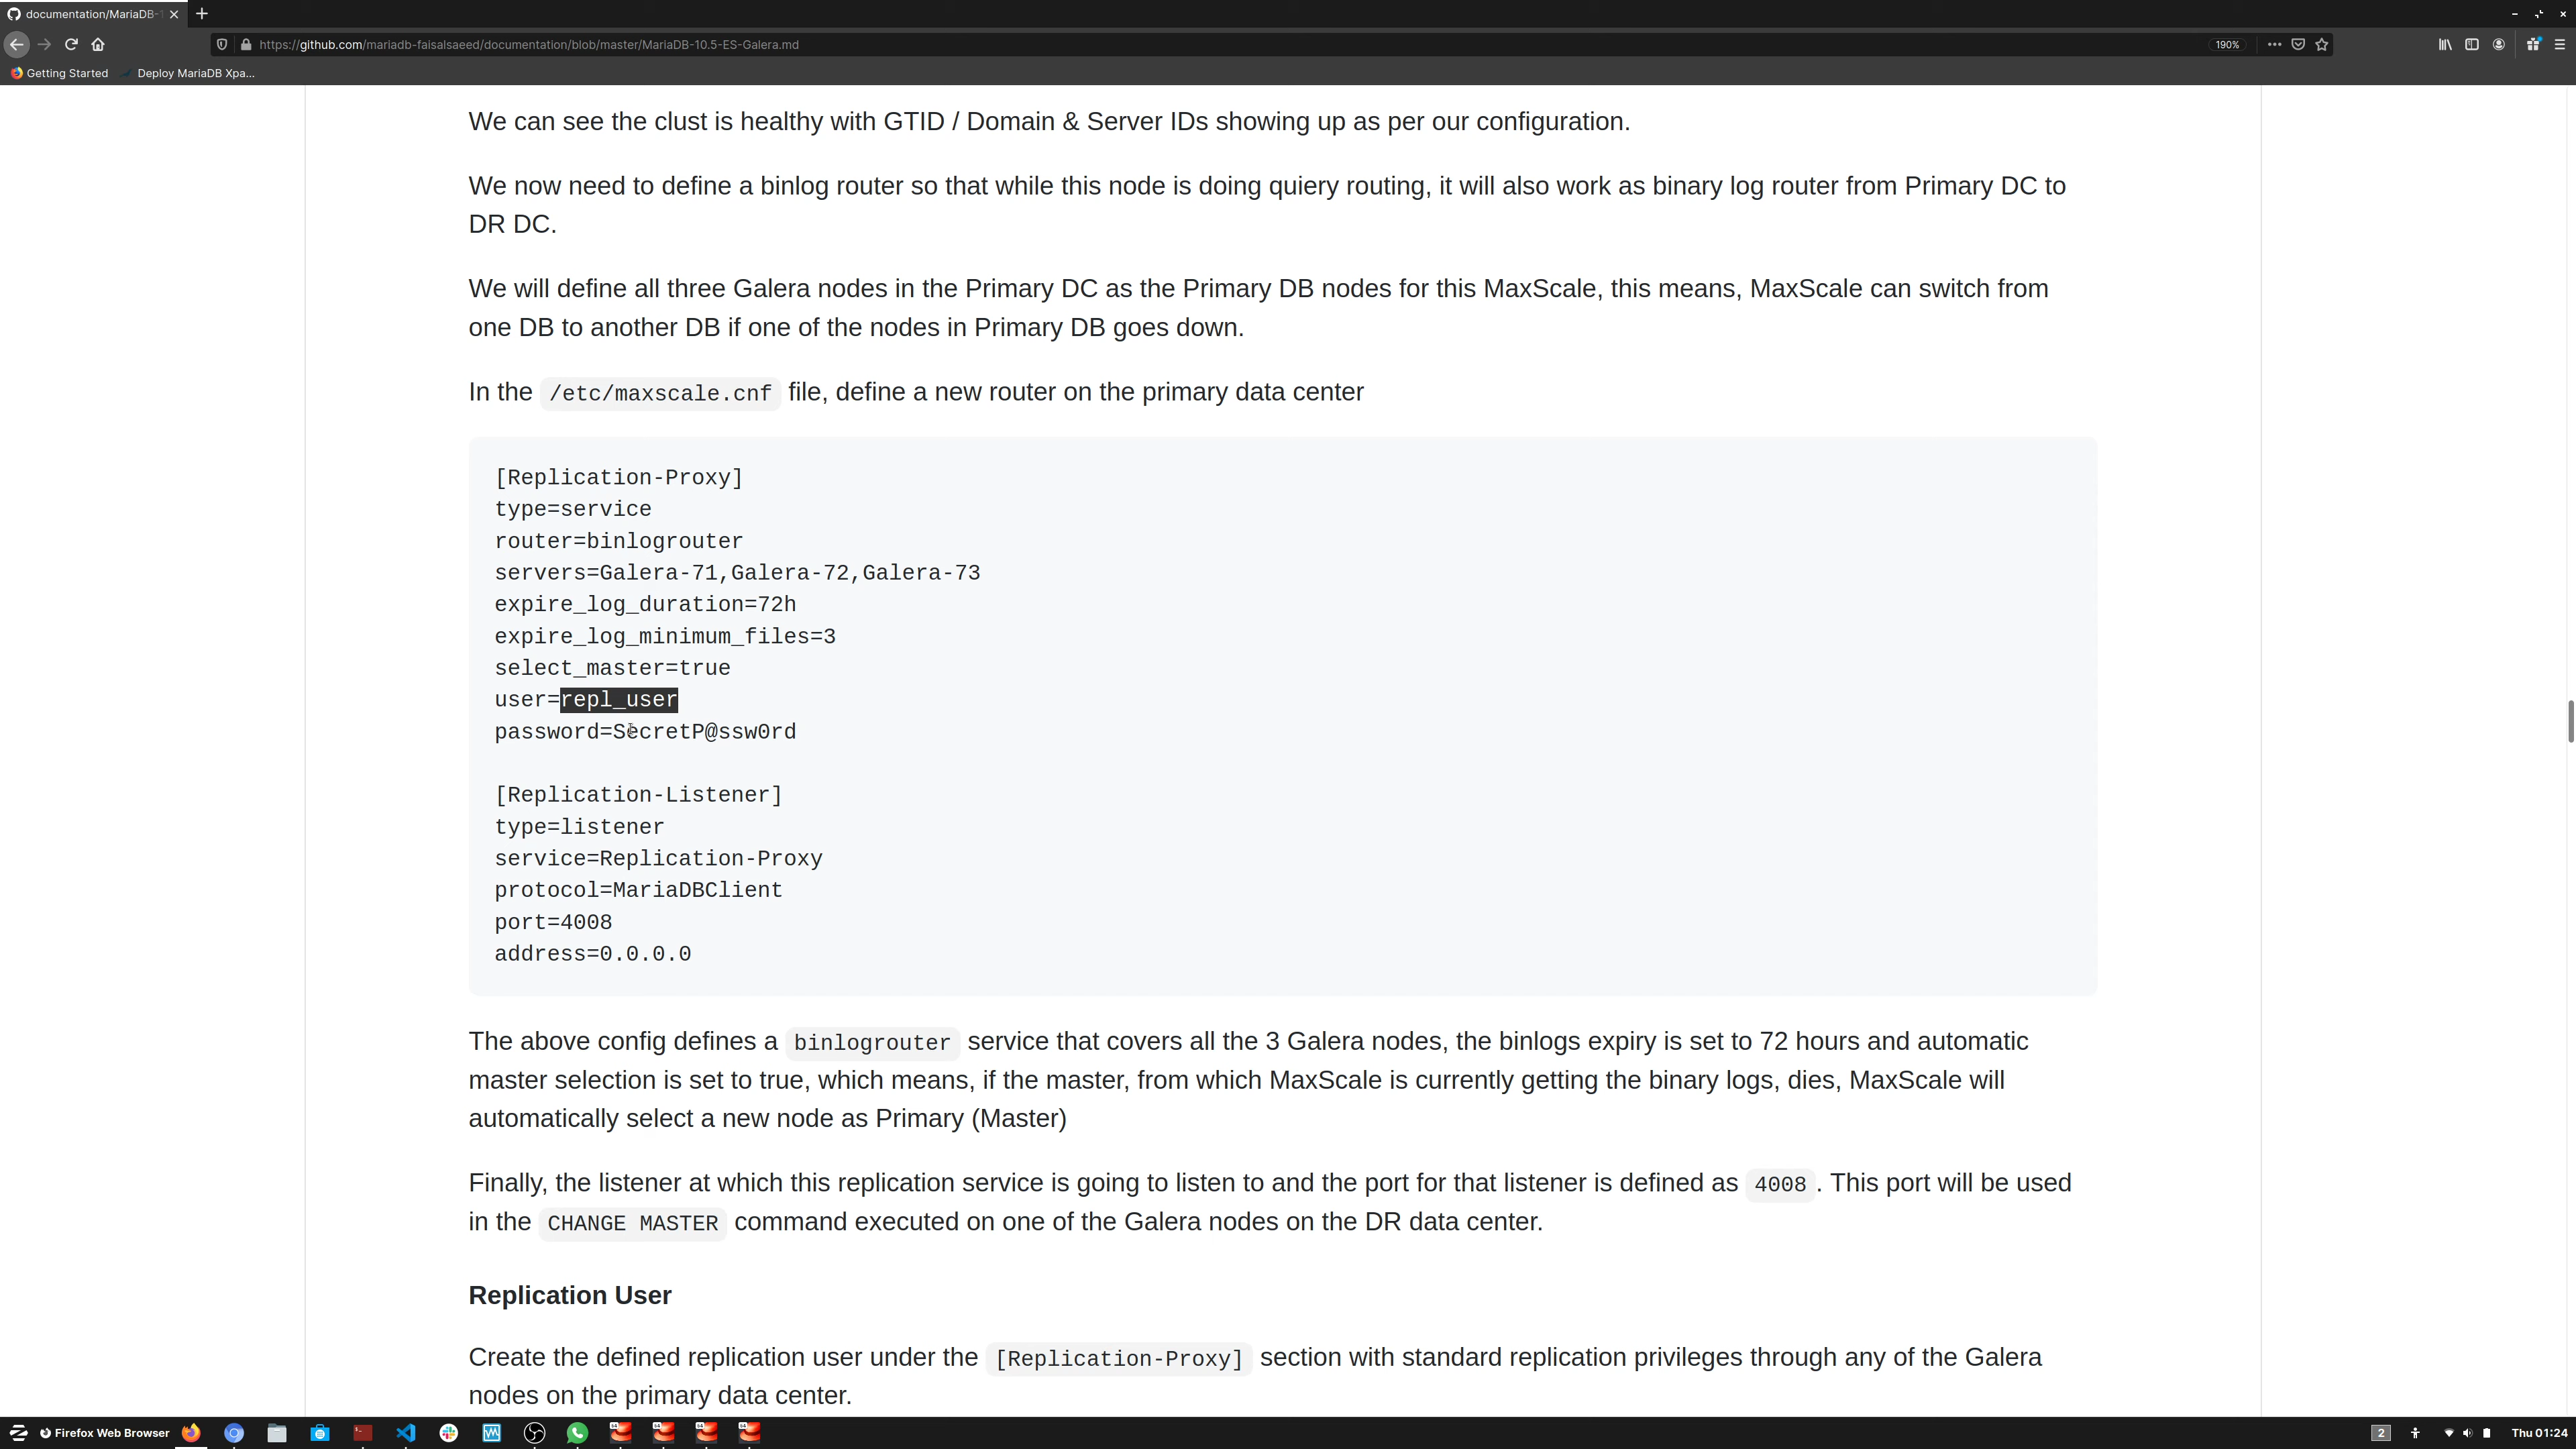 documentation/MariaDB-1
https://github.com/mariadb-faisalsaeed/documentation/blob/master/MariaDB-10.5-ES-Galera.md
190%
Getting Started
Deploy MariaDB Xpa...
We can see the clust is healthy with GTID / Domain & Server IDs showing up as per our configuration.
We now need to define a binlog router so that while this node is doing quiery routing, it will also work as binary log router from Primary DC to
DR DC.
We will define all three Galera nodes in the Primary DC as the Primary DB nodes for this MaxScale, this means, MaxScale can switch from
one DB to another DB if one of the nodes in Primary DB goes down.
In the /etc/maxscale.cnf file, define a new router on the primary data center
[Replication-Proxy]
type=service
router=binlogrouter
servers=Galera-71,Galera-72,Galera-73
expire_log_duration=72h
expire_log_minimum_files=3
select_master=true
user=repl_user
password=SecretP@ssw0rd
[Replication-Listener]
type=listener
service=Replication-Proxy
protocol=MariaDBClient
port=4008
address=0.0.0.0
The above config defines a binlogrouter service that covers all the 3 Galera nodes, the binlogs expiry is set to 72 hours and automatic
master selection is set to true, which means, if the master, from which MaxScale is currently getting the binary logs, dies, MaxScale will
automatically select a new node as Primary (Master)
Finally, the listener at which this replication service is going to listen to and the port for that listener is defined as 4008. This port will be used
in the CHANGE MASTER command executed on one of the Galera nodes on the DR data center.
Replication User
Create the defined replication user under the [Replication-Proxy] section with standard replication privileges through any of the Galera
nodes on the primary data center.
Firefox Web Browser
2
Thu 01:24